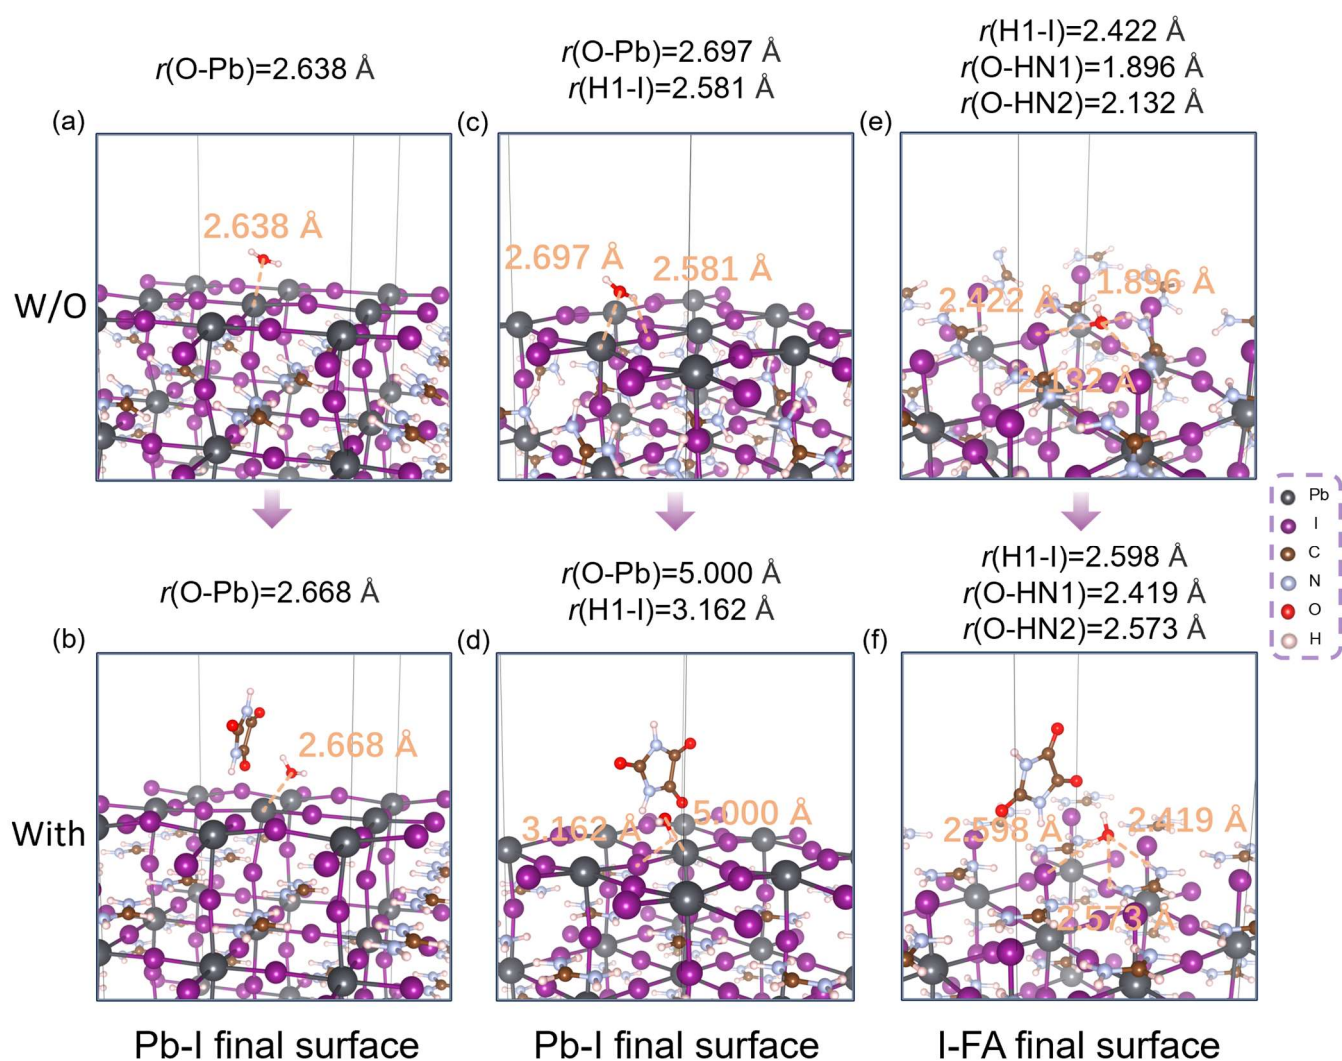 r(O-Pb)=2.638 Å
r(O-Pb)=2.697 Å
r(H1-I)=2.581 Å
r(H1-I)=2.422 Å
r(O-HN1)=1.896 Å
r(O-HN2)=2.132 Å
(a)
(c)
(e)
W/O
2.638 Å
2.697 Å
2.581 Å
2.422 Å
1.896 Å
2.132 Å
r(O-Pb)=2.668 Å
r(O-Pb)=5.000 Å
r(H1-I)=3.162 Å
r(H1-I)=2.598 Å
r(O-HN1)=2.419 Å
r(O-HN2)=2.573 Å
(b)
(d)
(f)
With
2.668 Å
3.162 Å
5.000 Å
2.598 Å
2.419 Å
2.573 Å
Pb
I
C
N
O
H
Pb-I final surface
Pb-I final surface
I-FA final surface